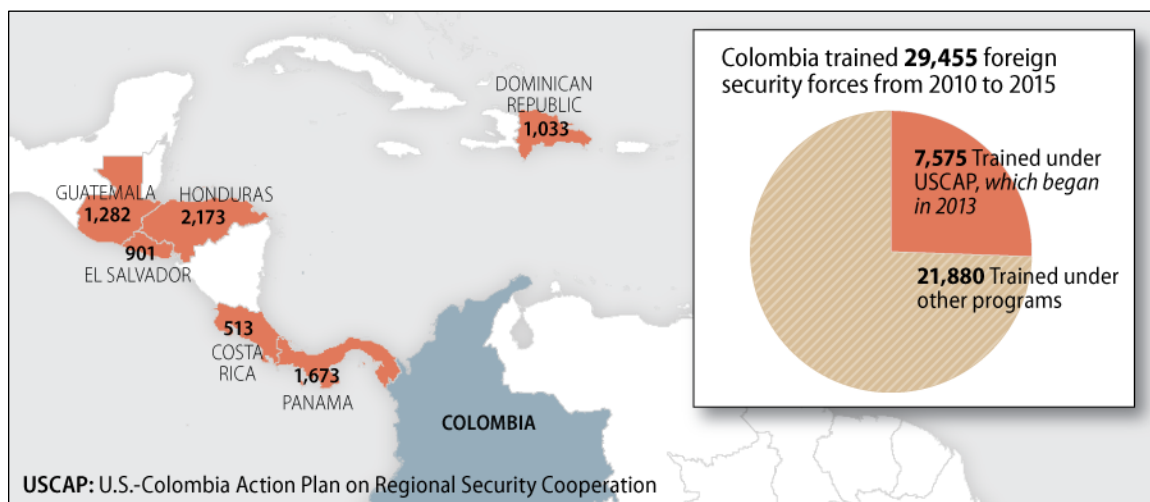 DOMINICAN
REPUBLIC
1,033
GUATEMALA
1,282
HONDURAS
2,173
901
EL SALVADOR
513
COSTA
RICA
1,673
PANAMA
COLOMBIA
USCAP: U.S.-Colombia Action Plan on Regional Security Cooperation
Colombia trained 29,455 foreign
security forces from 2010 to 2015
7,575 Trained under
USCAP, which began
in 2013
21,880 Trained under
other programs